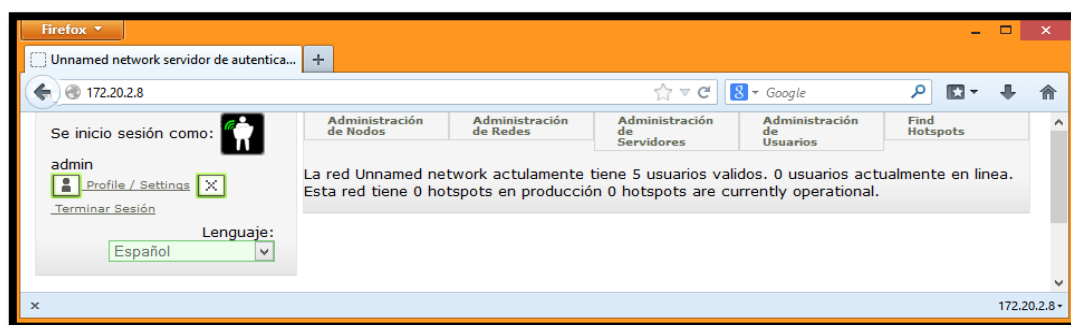 Firefox
Unnamed network servidor de autentica...
172.20.2.8
Google
Se inicio sesión como:
admin
Profile / Settings
Terminar Sesión
Lenguaje:
Español
Administración de Nodos
Administración de Redes
Administración de Servidores
Administración de Usuarios
Find Hotspots
La red Unnamed network actulamente tiene 5 usuarios validos. 0 usuarios actualmente en linea.
Esta red tiene 0 hotspots en producción 0 hotspots are currently operational.
172.20.2.8